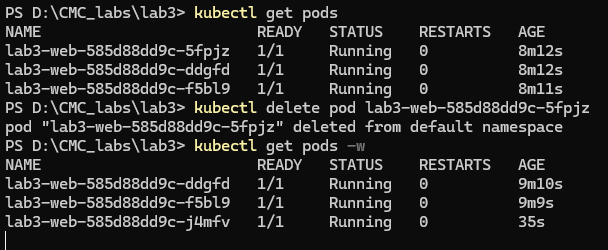 PS D:\CMC_labs\lab3> kubectl get pods
NAME                        READY   STATUS    RESTARTS   AGE
lab3-web-585d88dd9c-5fpjz   1/1     Running   0          8m12s
lab3-web-585d88dd9c-ddgfd   1/1     Running   0          8m12s
lab3-web-585d88dd9c-f5bl9   1/1     Running   0          8m11s
PS D:\CMC_labs\lab3> kubectl delete pod lab3-web-585d88dd9c-5fpjz
pod "lab3-web-585d88dd9c-5fpjz" deleted from default namespace
PS D:\CMC_labs\lab3> kubectl get pods -w
NAME                        READY   STATUS    RESTARTS   AGE
lab3-web-585d88dd9c-ddgfd   1/1     Running   0          9m10s
lab3-web-585d88dd9c-f5bl9   1/1     Running   0          9m9s
lab3-web-585d88dd9c-j4mfv   1/1     Running   0          35s